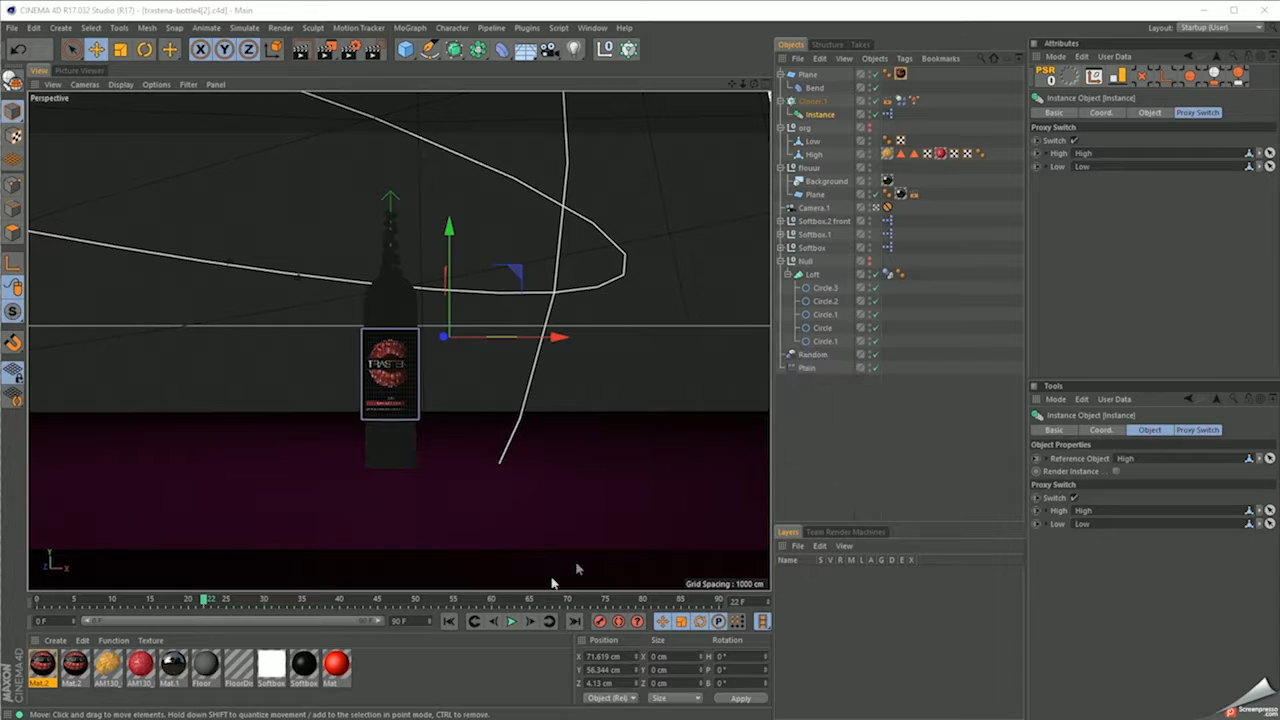 CINEMA 4D R17.032 Studio (R17) - [trastena-bottle4[2].c4d] - Main
File Edit Create Select Tools Mesh Snap Animate Simulate Render Sculpt Motion Tracker MoGraph Character Pipeline Plugins Script Window Help
Layout: Startup (User)
X Y Z
View Picture Viewer
View Cameras Display Options Filter Panel
Perspective
TRASTEN
Y
Z X
Grid Spacing : 1000 cm
0 5 10 15 20 22 25 30 35 40 45 50 55 60 65 70 75 80 85 90 22 F
0 F 0 F 90 F 90 F
Create Edit Function Texture
Mat.2 Mat.2 AM130_ AM130_ Mat.1 Floor FloorDis Softbox Softbox Mat
MAXON CINEMA 4D
Position Size Rotation
X 71.619 cm X 0 cm H 0 °
Y 56.344 cm Y 0 cm P 0 °
Z 4.13 cm Z 0 cm B 0 °
Object (Rel) Size Apply
Move: Click and drag to move elements. Hold down SHIFT to quantize movement / add to the selection in point mode, CTRL to remove.
Objects Structure Takes
File Edit View Objects Tags Bookmarks
Plane
Bend
Cloner.1
Instance
org
Low
High
flouur
Background
Plane
Camera.1
Softbox.2 front
Softbox.1
Softbox
Null
Loft
Circle.3
Circle.2
Circle.1
Circle
Circle.1
Random
Plain
Layers Team Render Machines
File Edit View
Name S V R M L A G D E X
Attributes
Mode Edit User Data
PSR
0
Instance Object [Instance]
Basic Coord. Object Proxy Switch
Proxy Switch
Switch
High High
Low Low
Tools
Mode Edit User Data
Instance Object [Instance]
Basic Coord. Object Proxy Switch
Object Properties
Reference Object High
Render Instance . . .
Proxy Switch
Switch
High High
Low Low
Screenpresso.com